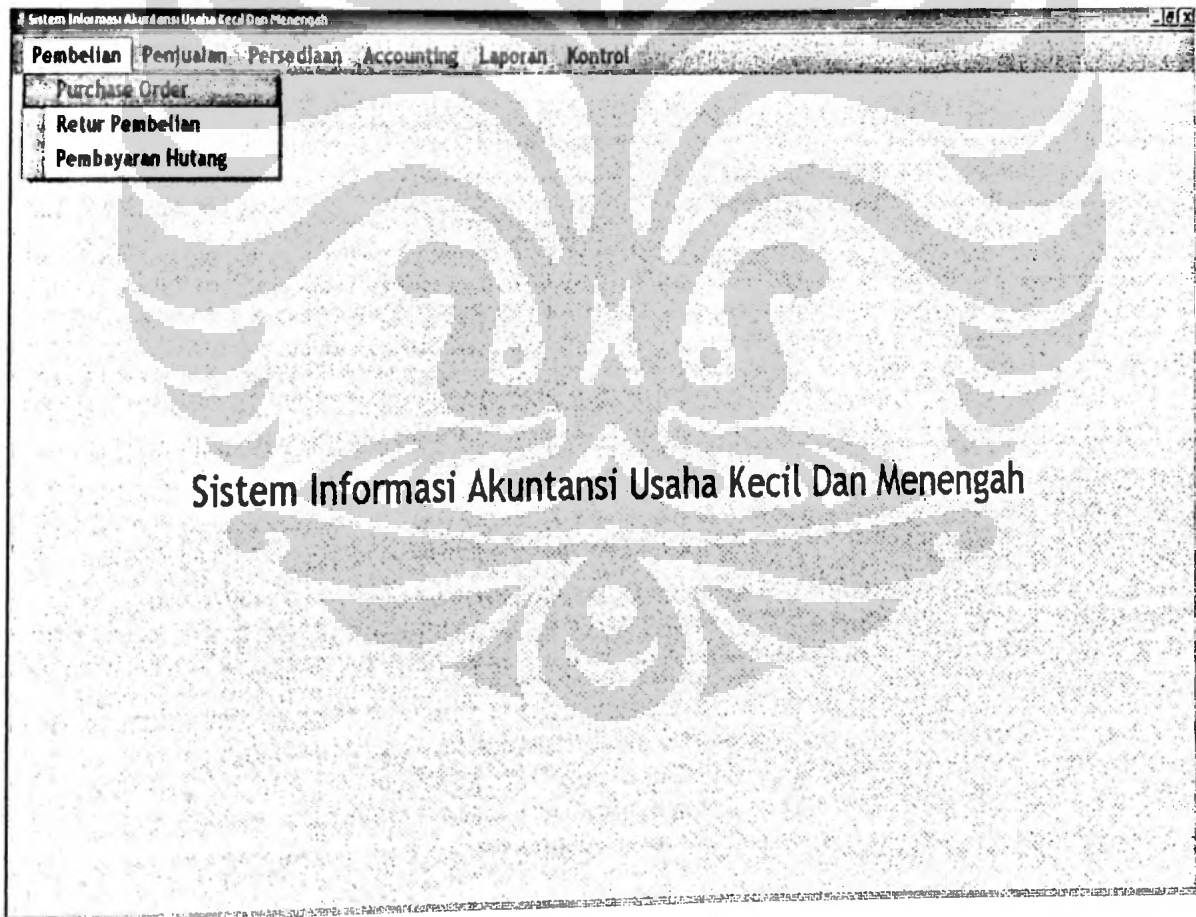 Sistem Informasi Akuntansi Usaha Kecil Dan Menengah
Pembelian Penjualan Persediaan Accounting Laporan Kontrol
Purchase Order
Retur Pembelian
Pembayaran Hutang
Sistem Informasi Akuntansi Usaha Kecil Dan Menengah